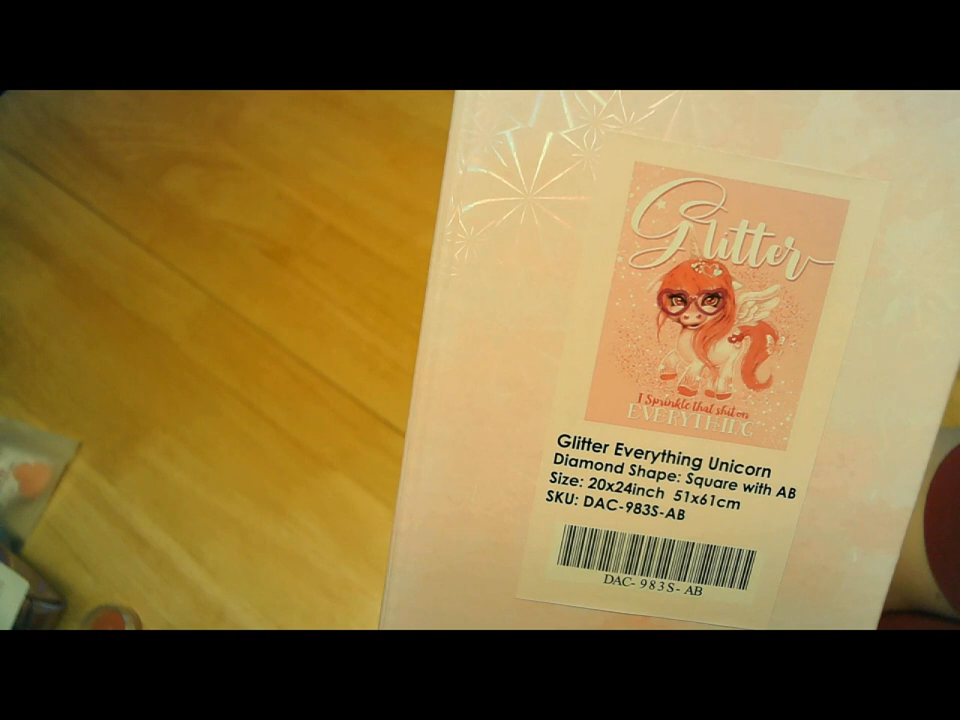 Glitter
I Sprinkle that shit on
EVERYTHING
Glitter Everything Unicorn
Diamond Shape: Square with AB
Size: 20x24inch 51x61cm
SKU: DAC-983S-AB
DAC- 983S- AB